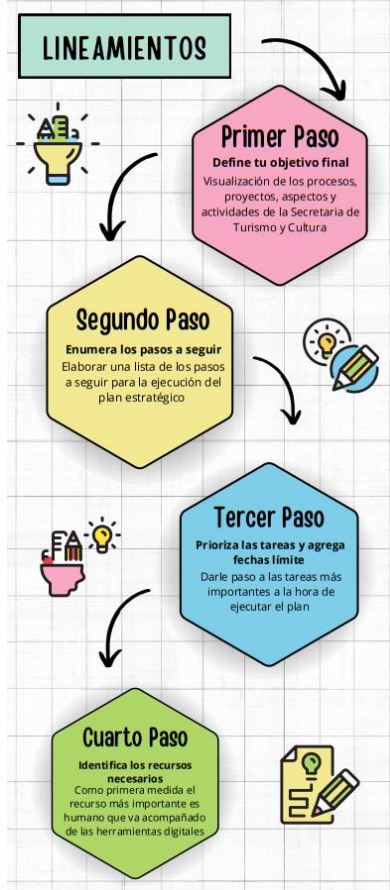 LINEAMIENTOS
Primer Paso
Define tu objetivo final
Visualización de los procesos,
proyectos, aspectos y
actividades de la Secretaria de
Turismo y Cultura
Segundo Paso
Enumera los pasos a seguir
Elaborar una lista de los pasos
a seguir para la ejecución del
plan estratégico
Tercer Paso
Prioriza las tareas y agrega
fechas límite
Darle paso a las tareas más
importantes a la hora de
ejecutar el plan
Cuarto Paso
Identifica los recursos
necesarios
Como primera medida el
recurso más importante es
humano que va acompañado
de las herramientas digitales